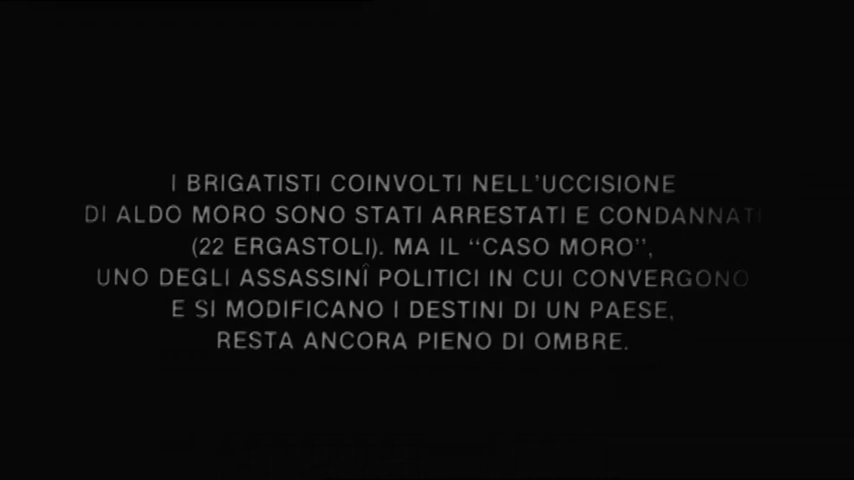 I BRIGATISTI COINVOLTI NELL'UCCISIONE
DI ALDO MORO SONO STATI ARRESTATI E CONDANNATI
(22 ERGASTOLI). MA IL “CASO MORO”,
UNO DEGLI ASSASSINÎ POLITICI IN CUI CONVERGONO
E SI MODIFICANO I DESTINI DI UN PAESE,
RESTA ANCORA PIENO DI OMBRE.